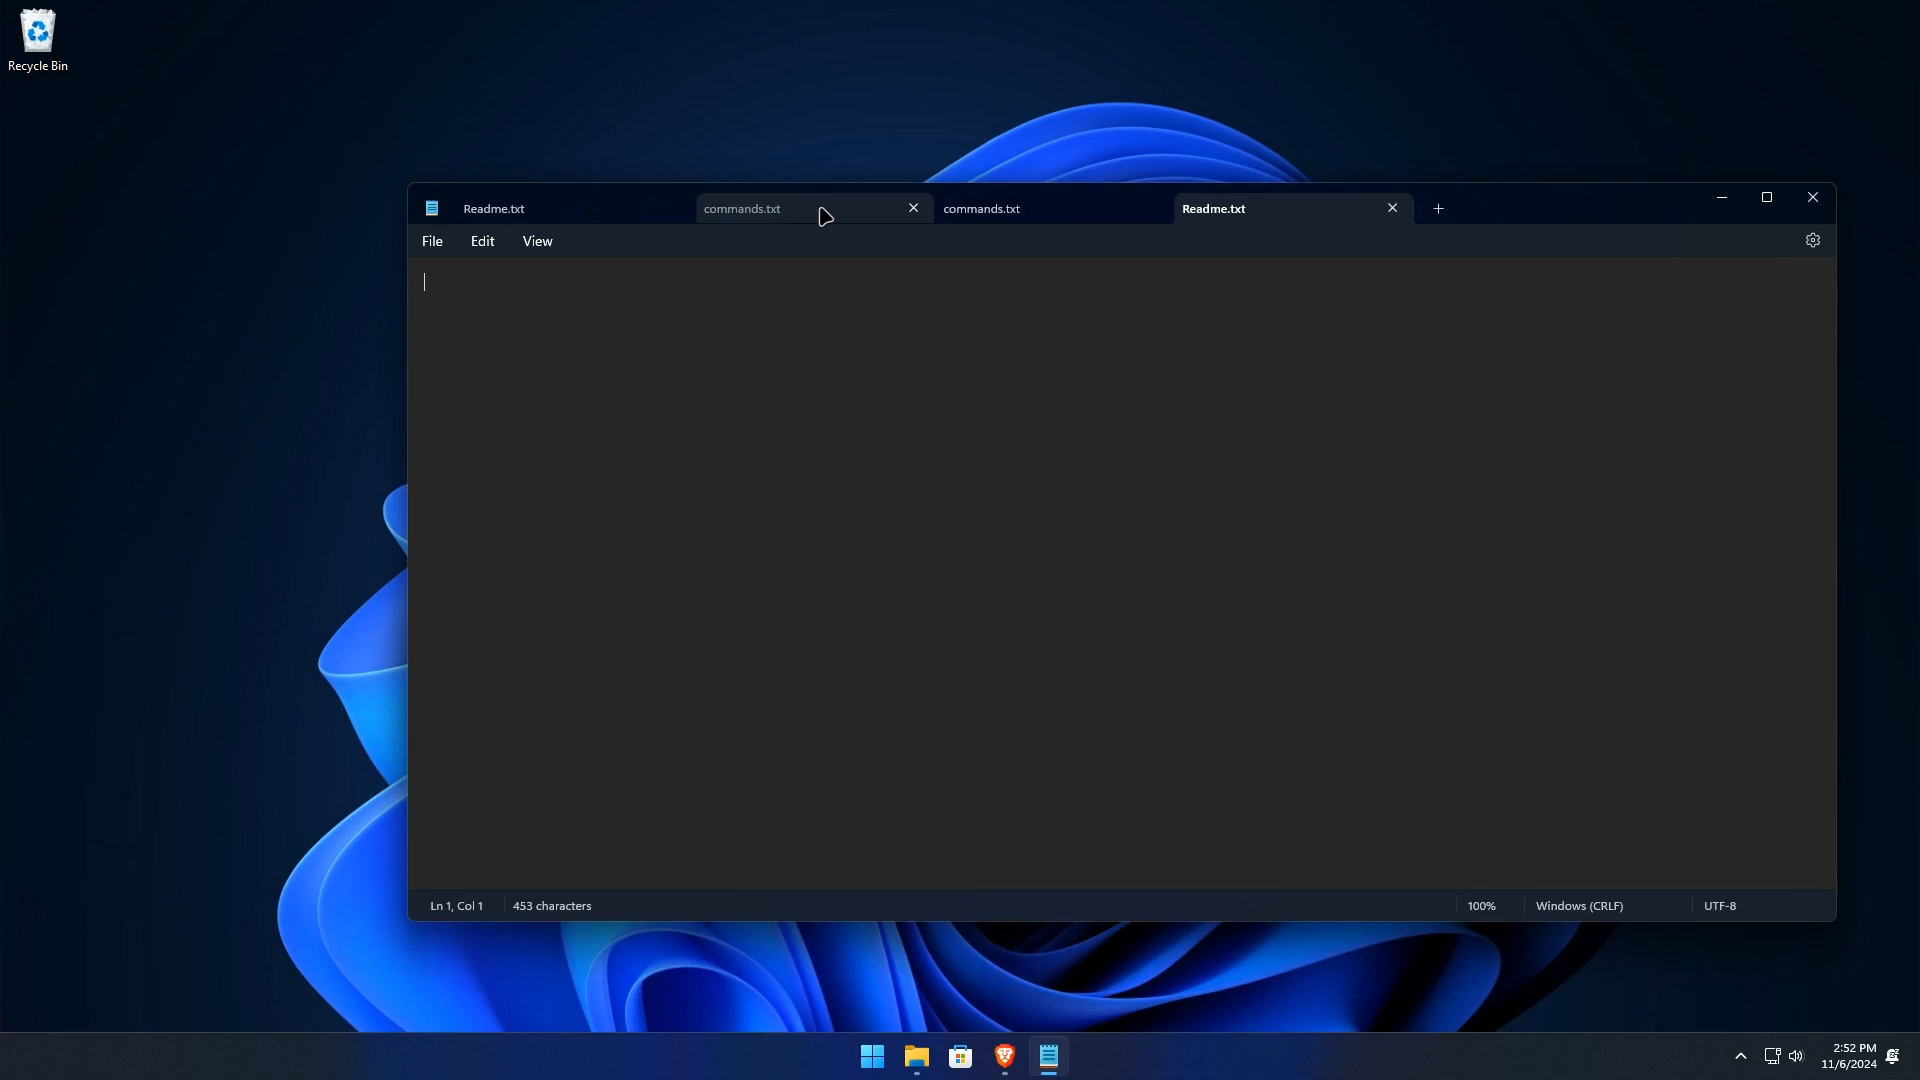 Recycle Bin
Readme.txt
commands.txt
commands.txt
Readme.txt
File
Edit
View
Ln 1, Col 1
453 characters
100%
Windows (CRLF)
UTF-8
2:52 PM
11/6/2024